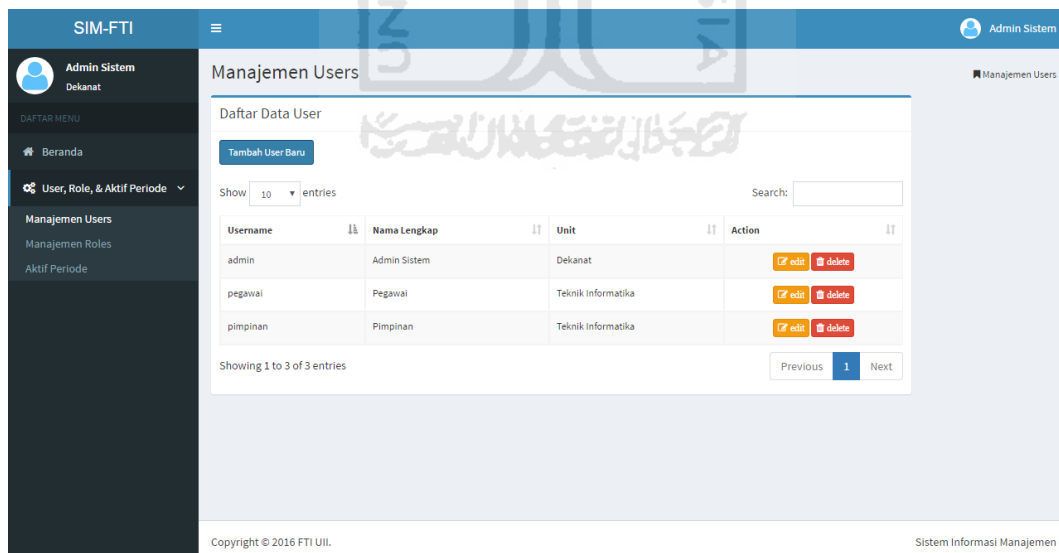 SIM-FTI
Admin Sistem
Admin Sistem
Dekanat
DAFTAR MENU
Beranda
User, Role, & Aktif Periode
Manajemen Users
Manajemen Roles
Aktif Periode
Manajemen Users
Manajemen Users
Daftar Data User
Tambah User Baru
Show 10 entries
Search:
Username Nama Lengkap Unit Action
admin Admin Sistem Dekanat edit delete
pegawai Pegawai Teknik Informatika edit delete
pimpinan Pimpinan Teknik Informatika edit delete
Showing 1 to 3 of 3 entries
Previous 1 Next
Copyright © 2016 FTI UII.
Sistem Informasi Manajemen